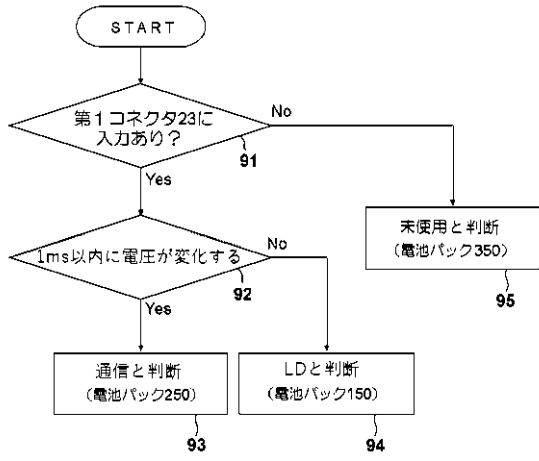 START
第1コネクタ23に
入力あり?
No
91
Yes
1ms以内に電圧が変化する
No
92
Yes
未使用と判断
(電池パック350)
95
通信と判断
(電池パック250)
93
LDと判断
(電池パック150)
94